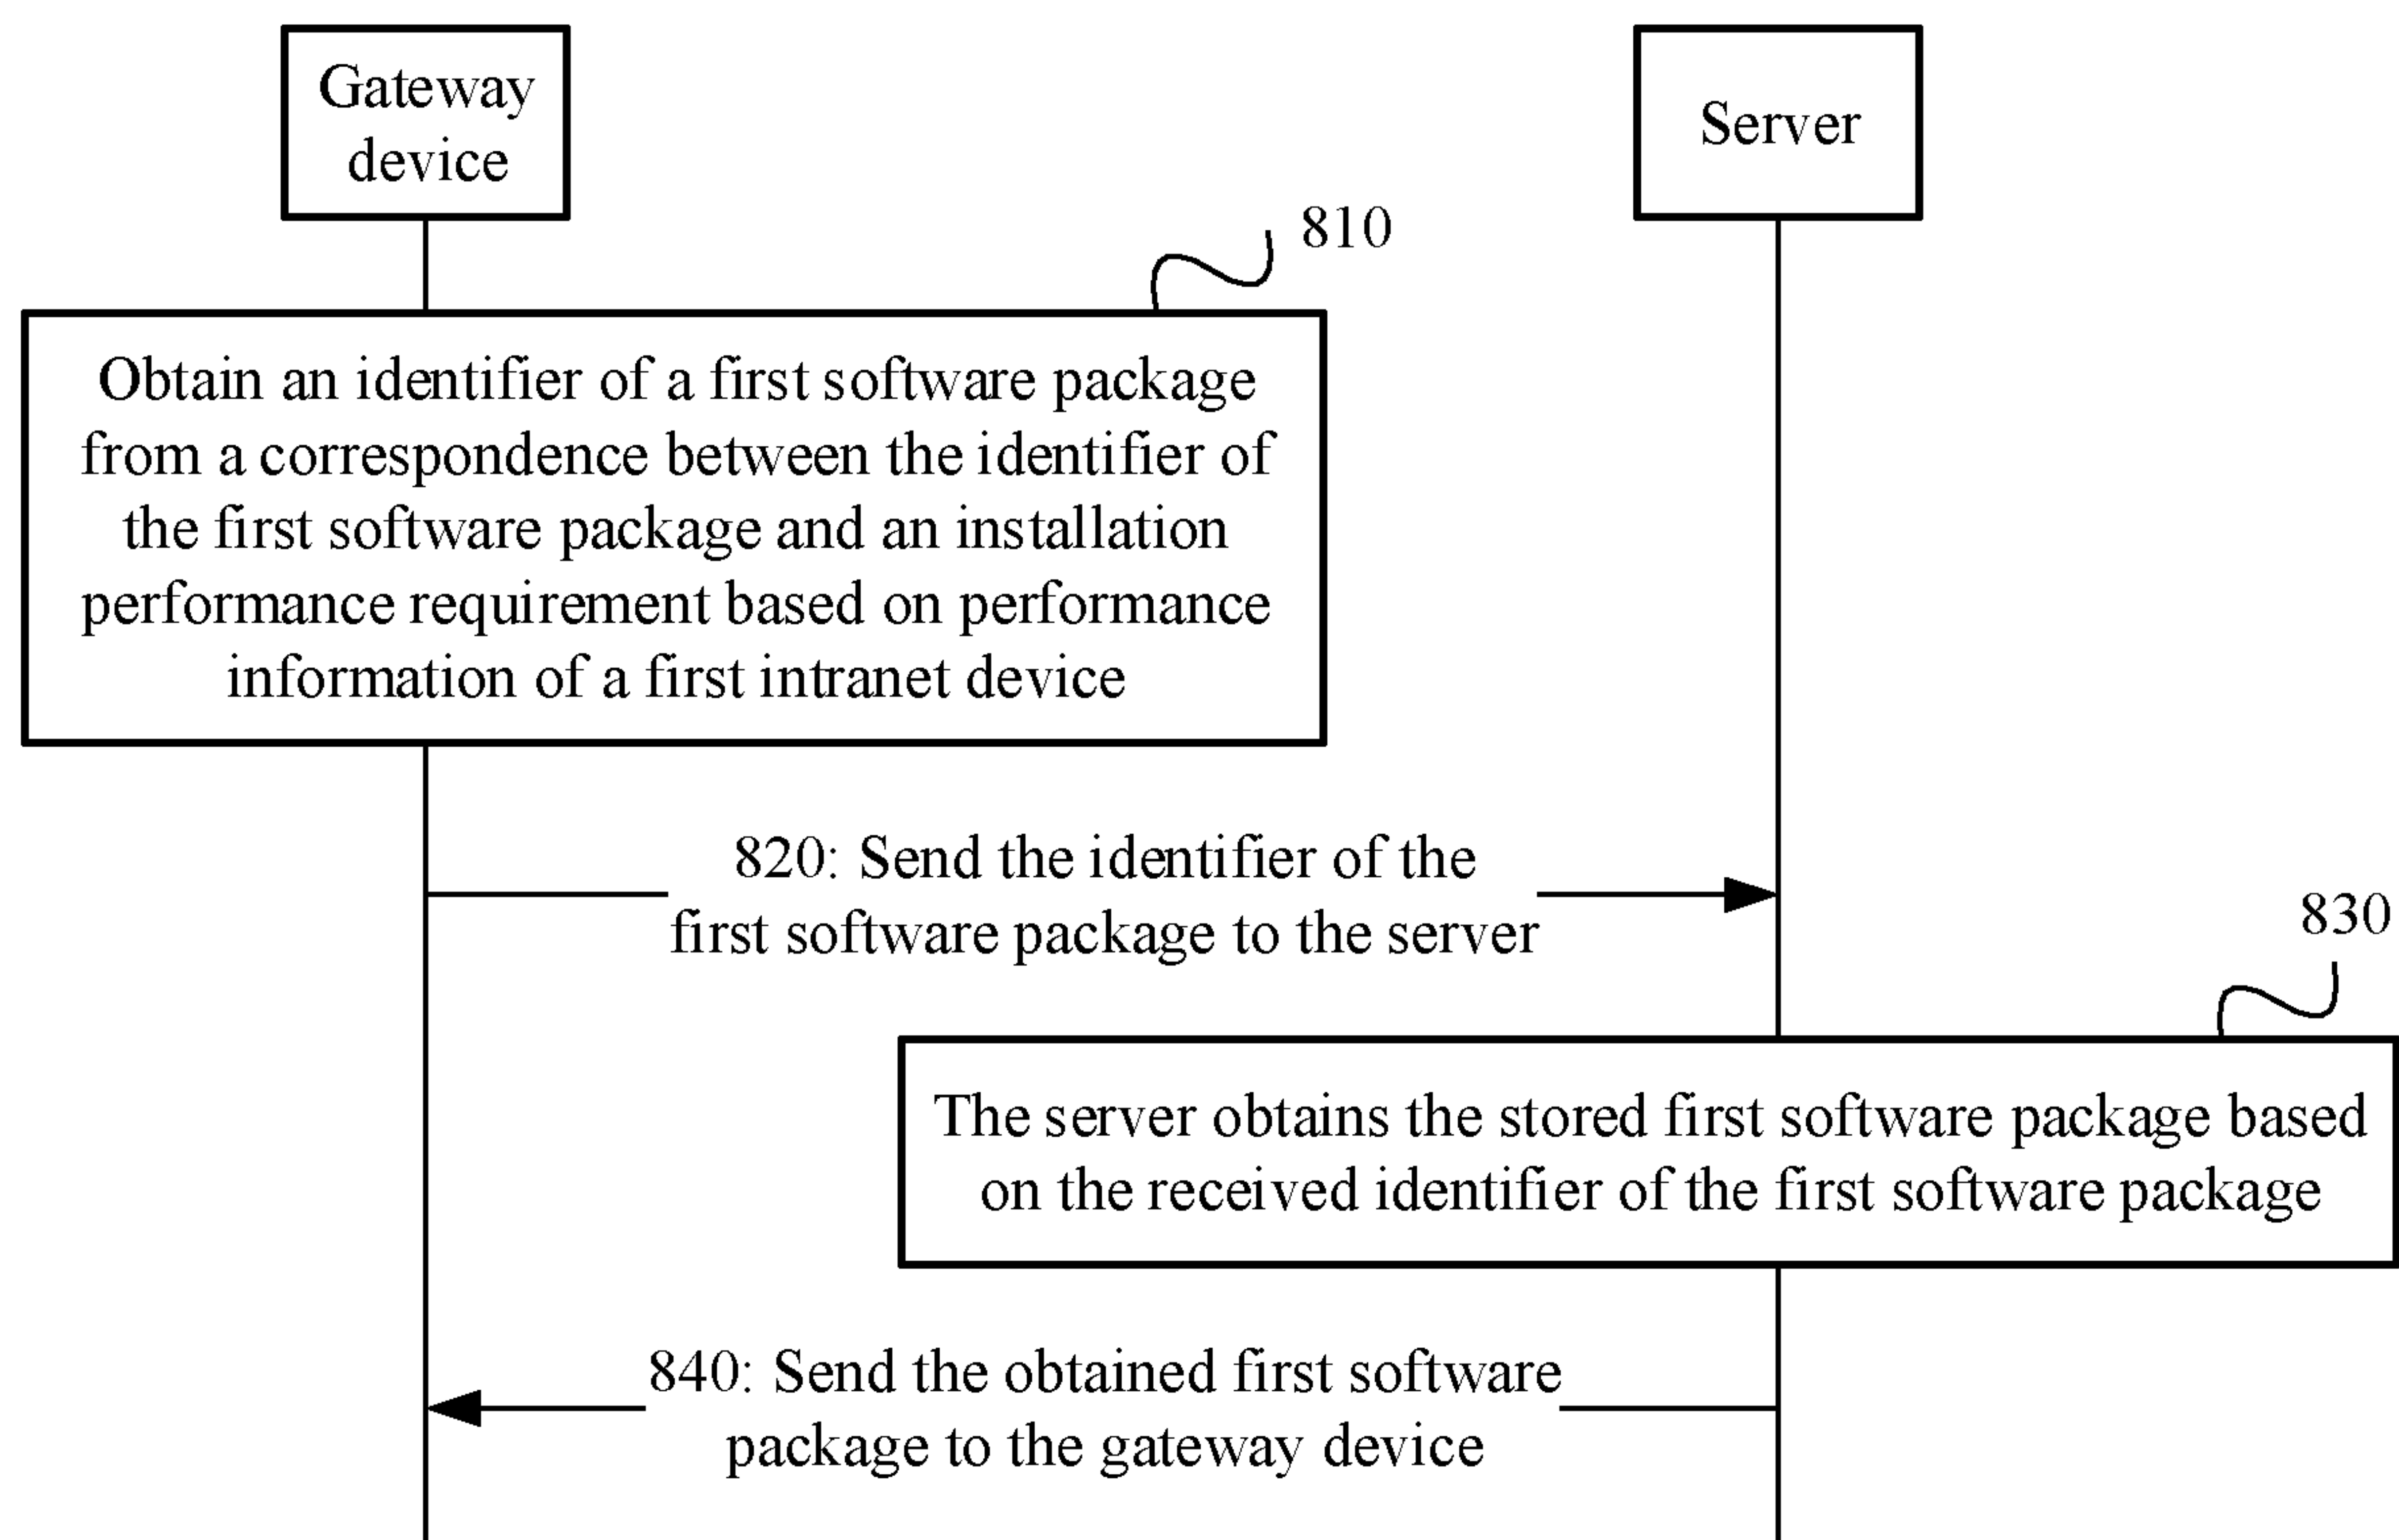 Gateway
device
Server
810
Obtain an identifier of a first software package
from a correspondence between the identifier of
the first software package and an installation
performance requirement based on performance
information of a first intranet device
820: Send the identifier of the
first software package to the server
830
The server obtains the stored first software package based
on the received identifier of the first software package
840: Send the obtained first software
package to the gateway device